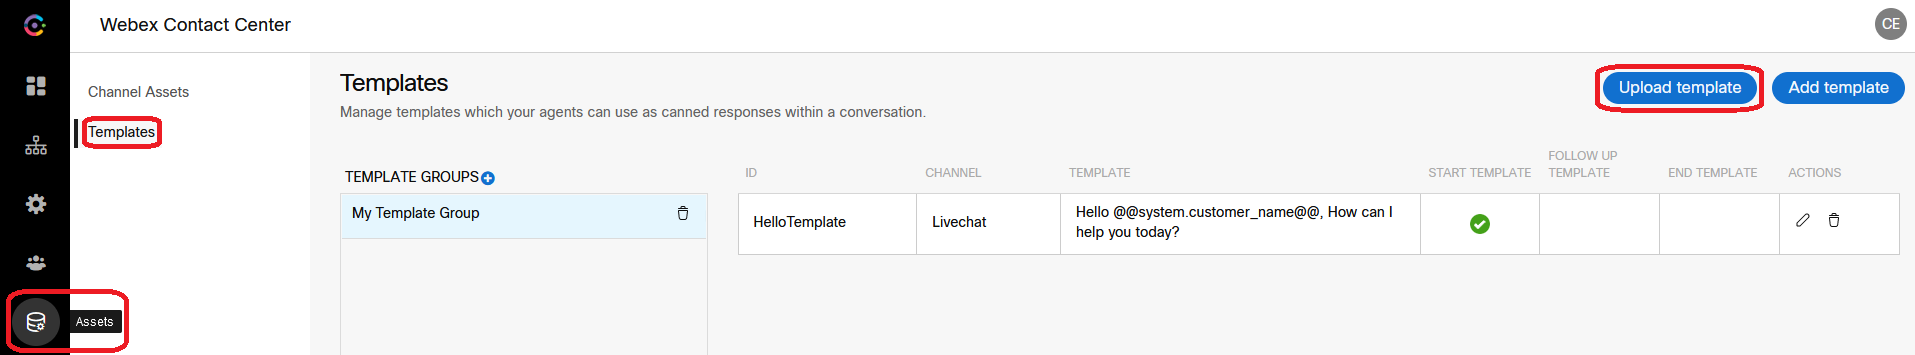 Webex Contact Center
CE
Channel Assets
Templates
Assets
Templates
Manage templates which your agents can use as canned responses within a conversation.
Upload template
Add template
TEMPLATE GROUPS
My Template Group
ID
CHANNEL
TEMPLATE
START TEMPLATE
FOLLOW UP
TEMPLATE
END TEMPLATE
ACTIONS
HelloTemplate
Livechat
Hello @@system.customer_name@@, How can I
help you today?